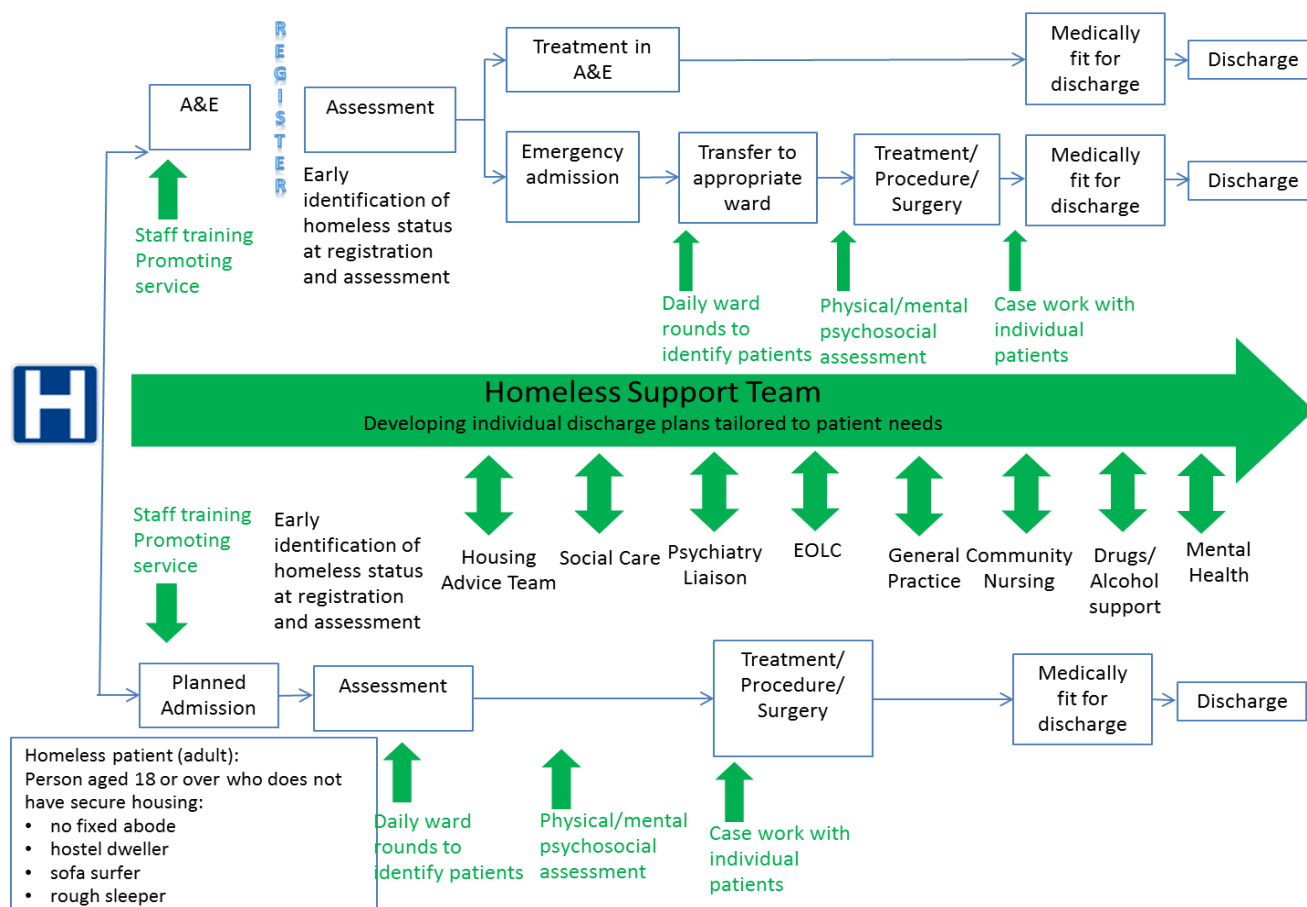 REGISTER
A&E
Assessment
Treatment in
A&E
Medically
fit for
discharge
Discharge
Emergency
admission
Transfer to
appropriate
ward
Treatment/
Procedure/
Surgery
Medically
fit for
discharge
Discharge
Early
identification of
homeless status
at registration
and assessment
Staff training
Promoting
service
Daily ward
rounds to
identify patients
Physical/mental
psychosocial
assessment
Case work with
individual
patients
H
Homeless Support Team
Developing individual discharge plans tailored to patient needs
Staff training
Promoting
service
Early
identification of
homeless status
at registration
and assessment
Housing
Advice Team
Social Care
Psychiatry
Liaison
EOLC
General
Practice
Community
Nursing
Drugs/
Alcohol
support
Mental
Health
Planned
Admission
Assessment
Treatment/
Procedure/
Surgery
Medically
fit for
discharge
Discharge
Homeless patient (adult):
Person aged 18 or over who does not
have secure housing:
• no fixed abode
• hostel dweller
• sofa surfer
• rough sleeper
Daily ward
rounds to
identify patients
Physical/mental
psychosocial
assessment
Case work with
individual
patients